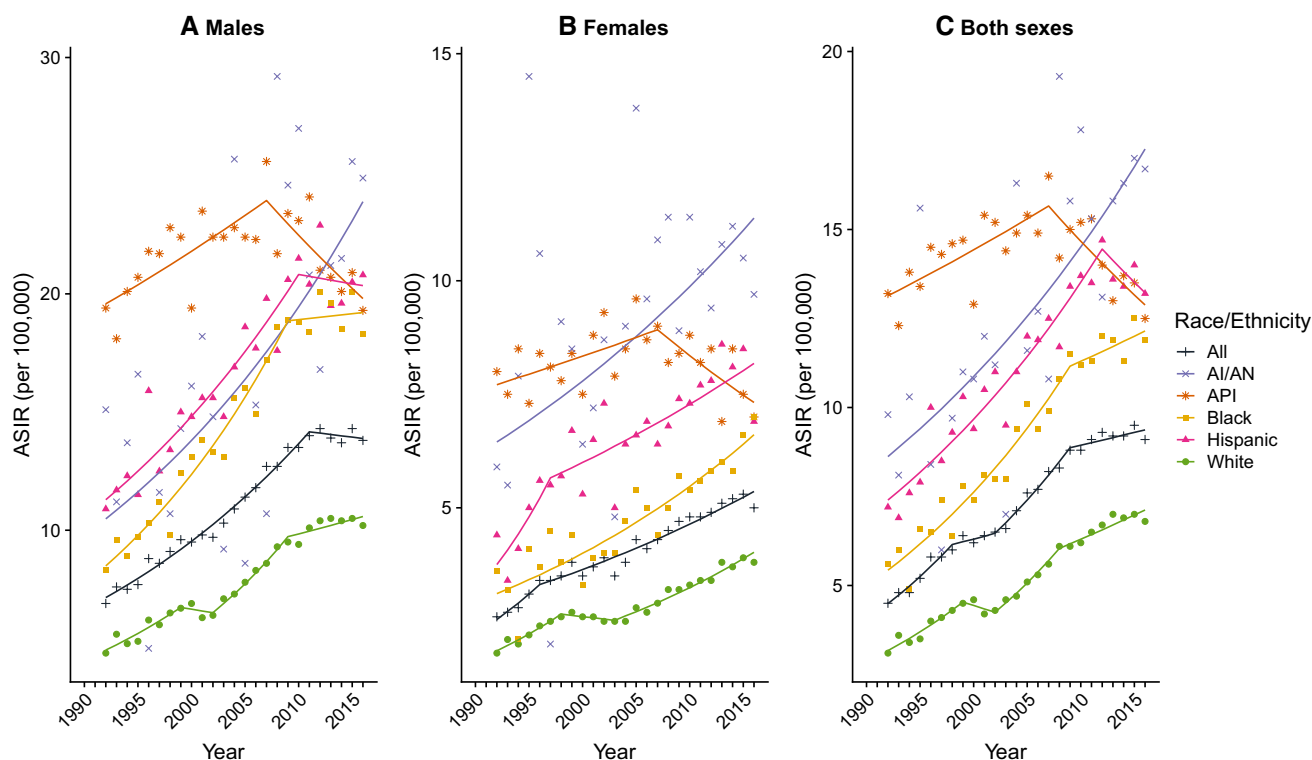 A Males
B Females
C Both sexes
ASIR (per 100,000)
30
20
10
1990
1995
2000
2005
2010
2015
Year
ASIR (per 100,000)
15
10
5
1990
1995
2000
2005
2010
2015
Year
ASIR (per 100,000)
20
15
10
5
1990
1995
2000
2005
2010
2015
Year
Race/Ethnicity
All
AI/AN
API
Black
Hispanic
White